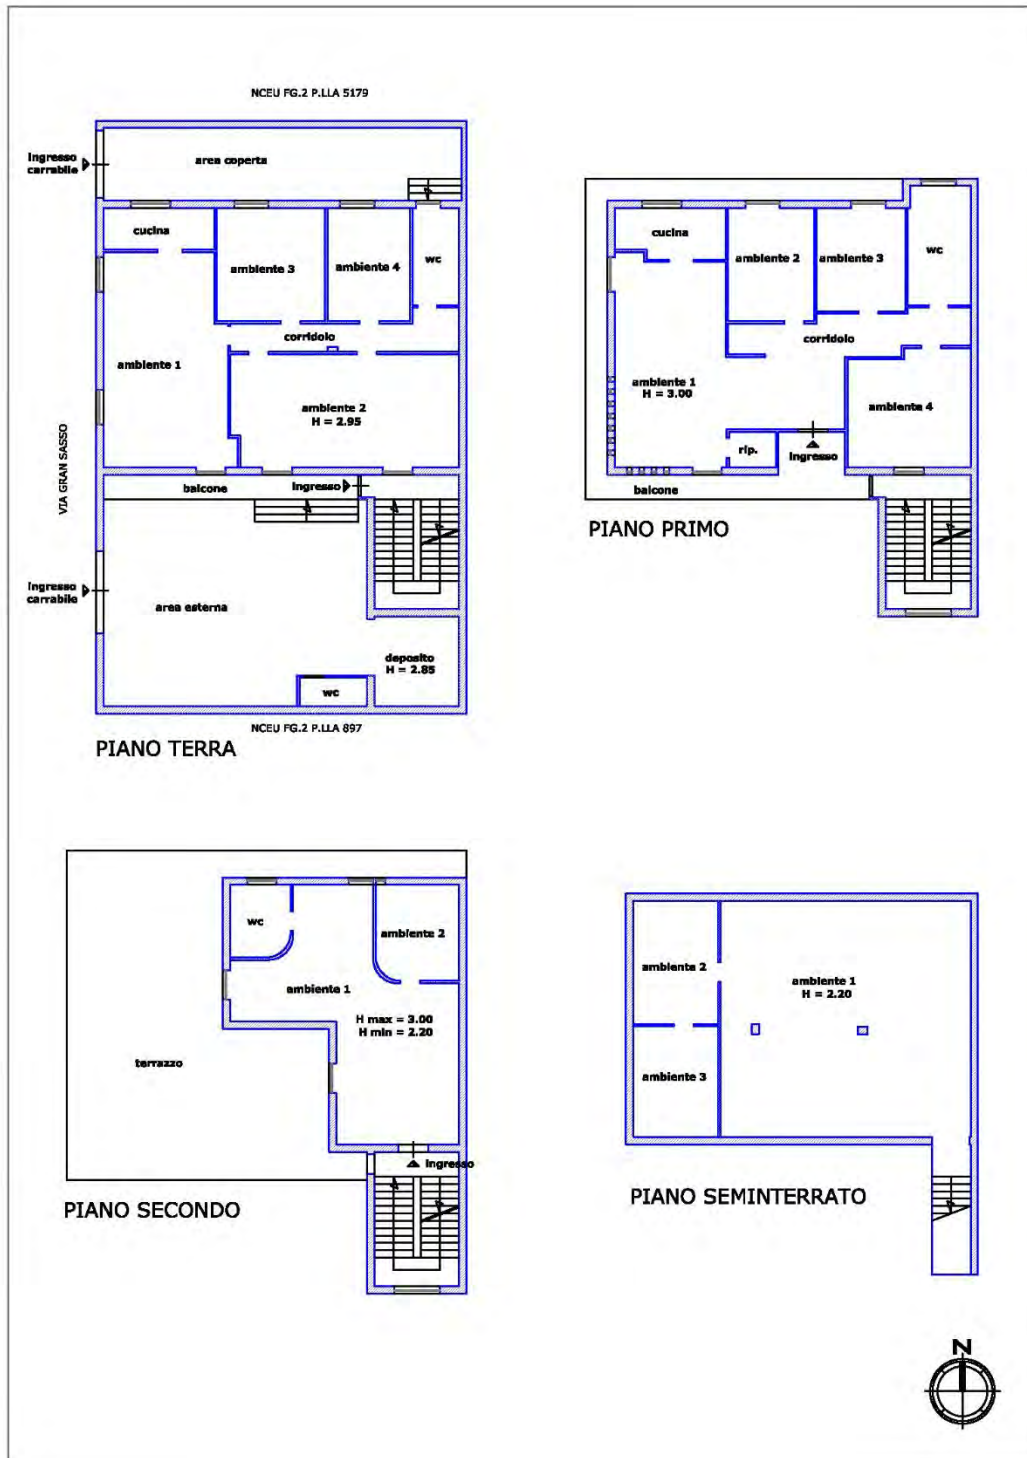 NCEU FG.2 P.LLA 5179
Ingresso
carrabile
area coperta
cucina
ambiente 3
ambiente 4
wc
corridoio
ambiente 1
ambiente 2
H = 2.95
VIA GRAN SASSO
balcone
Ingresso
Ingresso
carrabile
area esterna
deposito
H = 2.85
wc
NCEU FG.2 P.LLA 897
PIANO TERRA
cucina
ambiente 2
ambiente 3
wc
corridoio
ambiente 1
H = 3.00
ambiente 4
rip.
Ingresso
balcone
PIANO PRIMO
wc
ambiente 2
ambiente 1
H max = 3.00
H min = 2.20
terrazzo
Ingresso
PIANO SECONDO
ambiente 2
ambiente 1
H = 2.20
ambiente 3
PIANO SEMINTERRATO
N